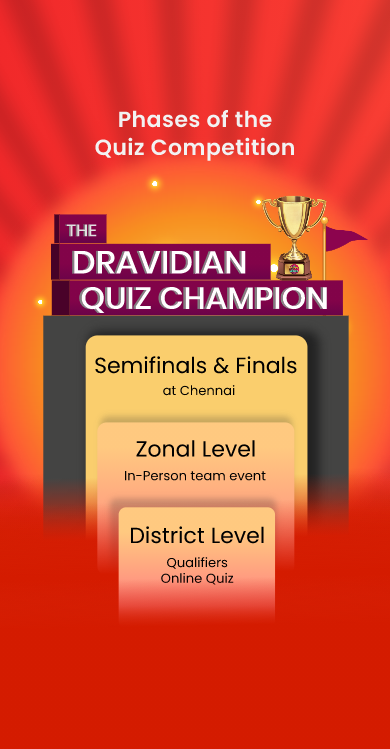 Phases of the
Quiz Competition
THE
DRAVIDIAN
QUIZ CHAMPION
Semifinals & Finals
at Chennai
Zonal Level
In-Person team event
District Level
Qualifiers
Online Quiz